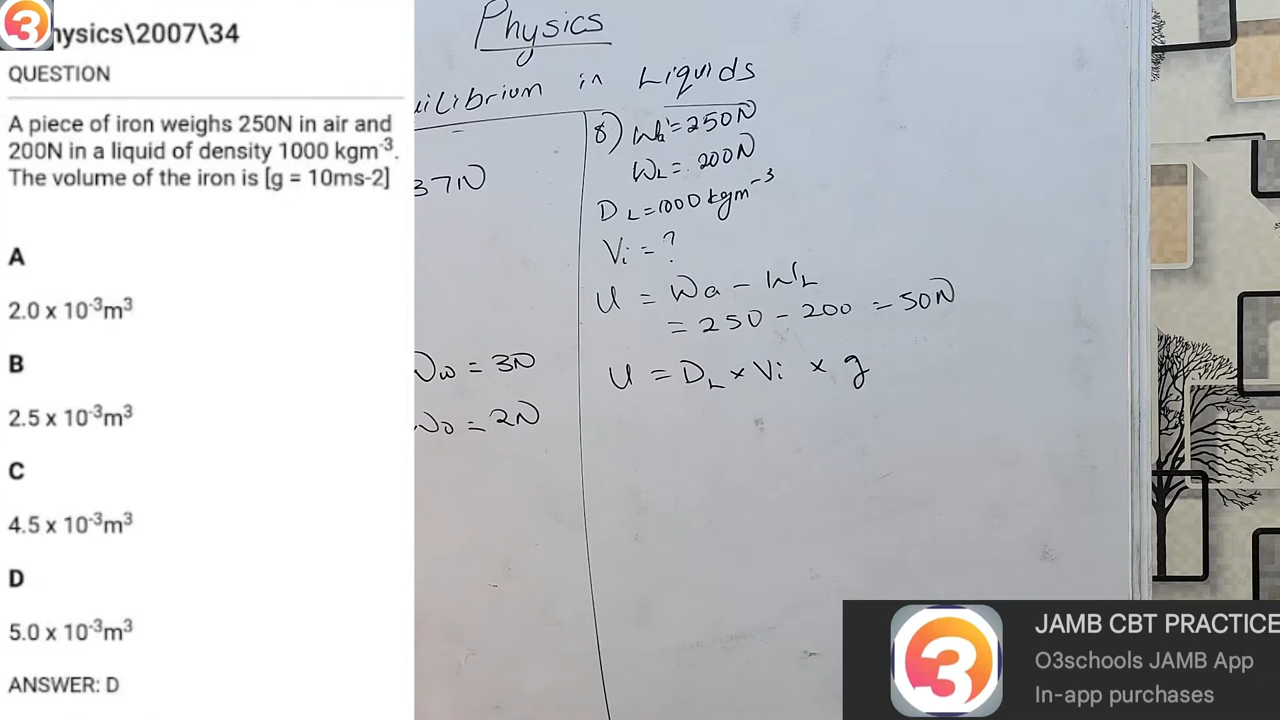 3
hysics\2007\34
QUESTION
A piece of iron weighs 250N in air and
200N in a liquid of density 1000 kgm⁻³.
The volume of the iron is [g = 10ms-2]
A
2.0 x 10⁻³m³
B
2.5 x 10⁻³m³
C
4.5 x 10⁻³m³
D
5.0 x 10⁻³m³
ANSWER: D
Physics
uilibrium in Liquids
37N
Ww = 3N
Wo = 2N
8) Wa = 250N
WL = 200N
DL = 1000 kgm⁻³
Vi = ?
U = Wa - WL
= 250 - 200 = 50N
U = DL × Vi × g
3
JAMB CBT PRACTICE
O3schools JAMB App
In-app purchases